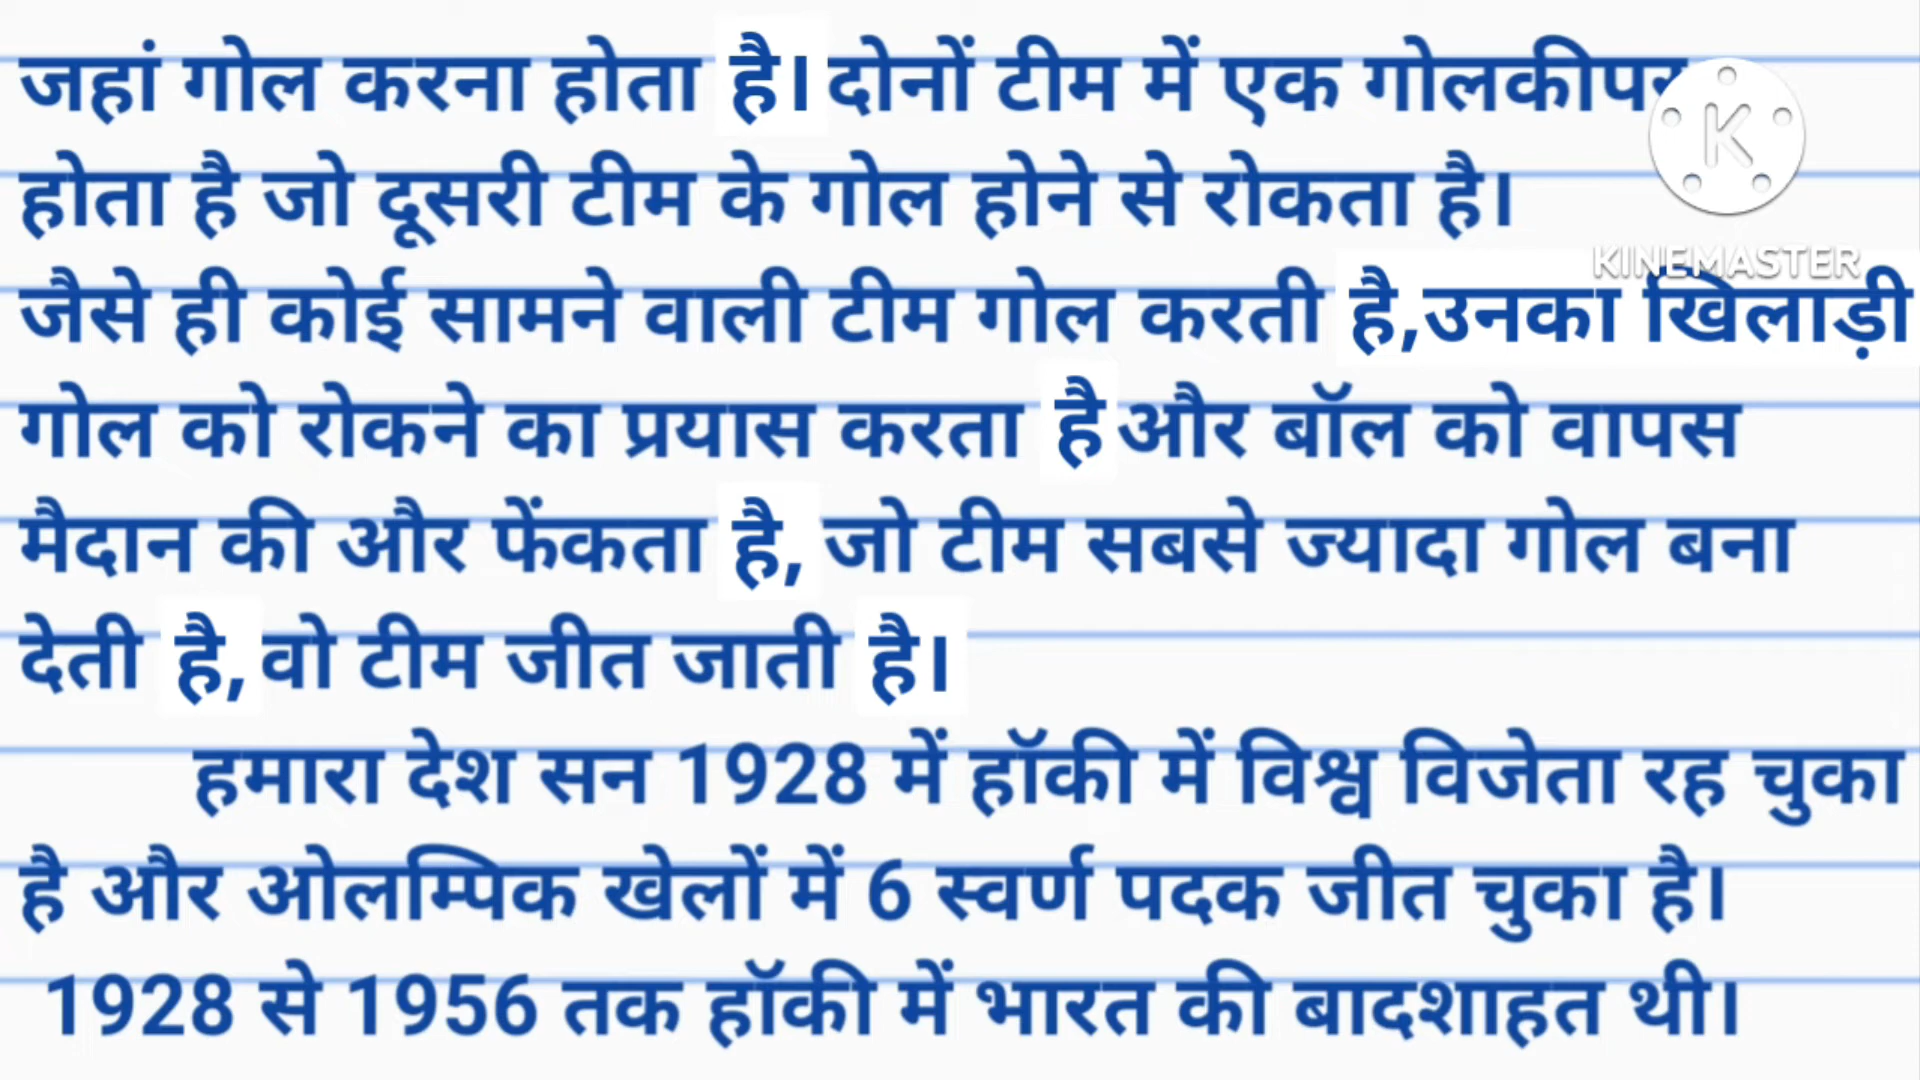 जहां गोल करना होता है। दोनों टीम में एक गोलकीपर
होता है जो दूसरी टीम के गोल होने से रोकता है।
KINEMASTER
जैसे ही कोई सामने वाली टीम गोल करती है,उनका खिलाड़ी
गोल को रोकने का प्रयास करता है और बॉल को वापस
मैदान की और फेंकता है, जो टीम सबसे ज्यादा गोल बना
देती है, वो टीम जीत जाती है।
हमारा देश सन 1928 में हॉकी में विश्व विजेता रह चुका
है और ओलम्पिक खेलों में 6 स्वर्ण पदक जीत चुका है।
1928 से 1956 तक हॉकी में भारत की बादशाहत थी।